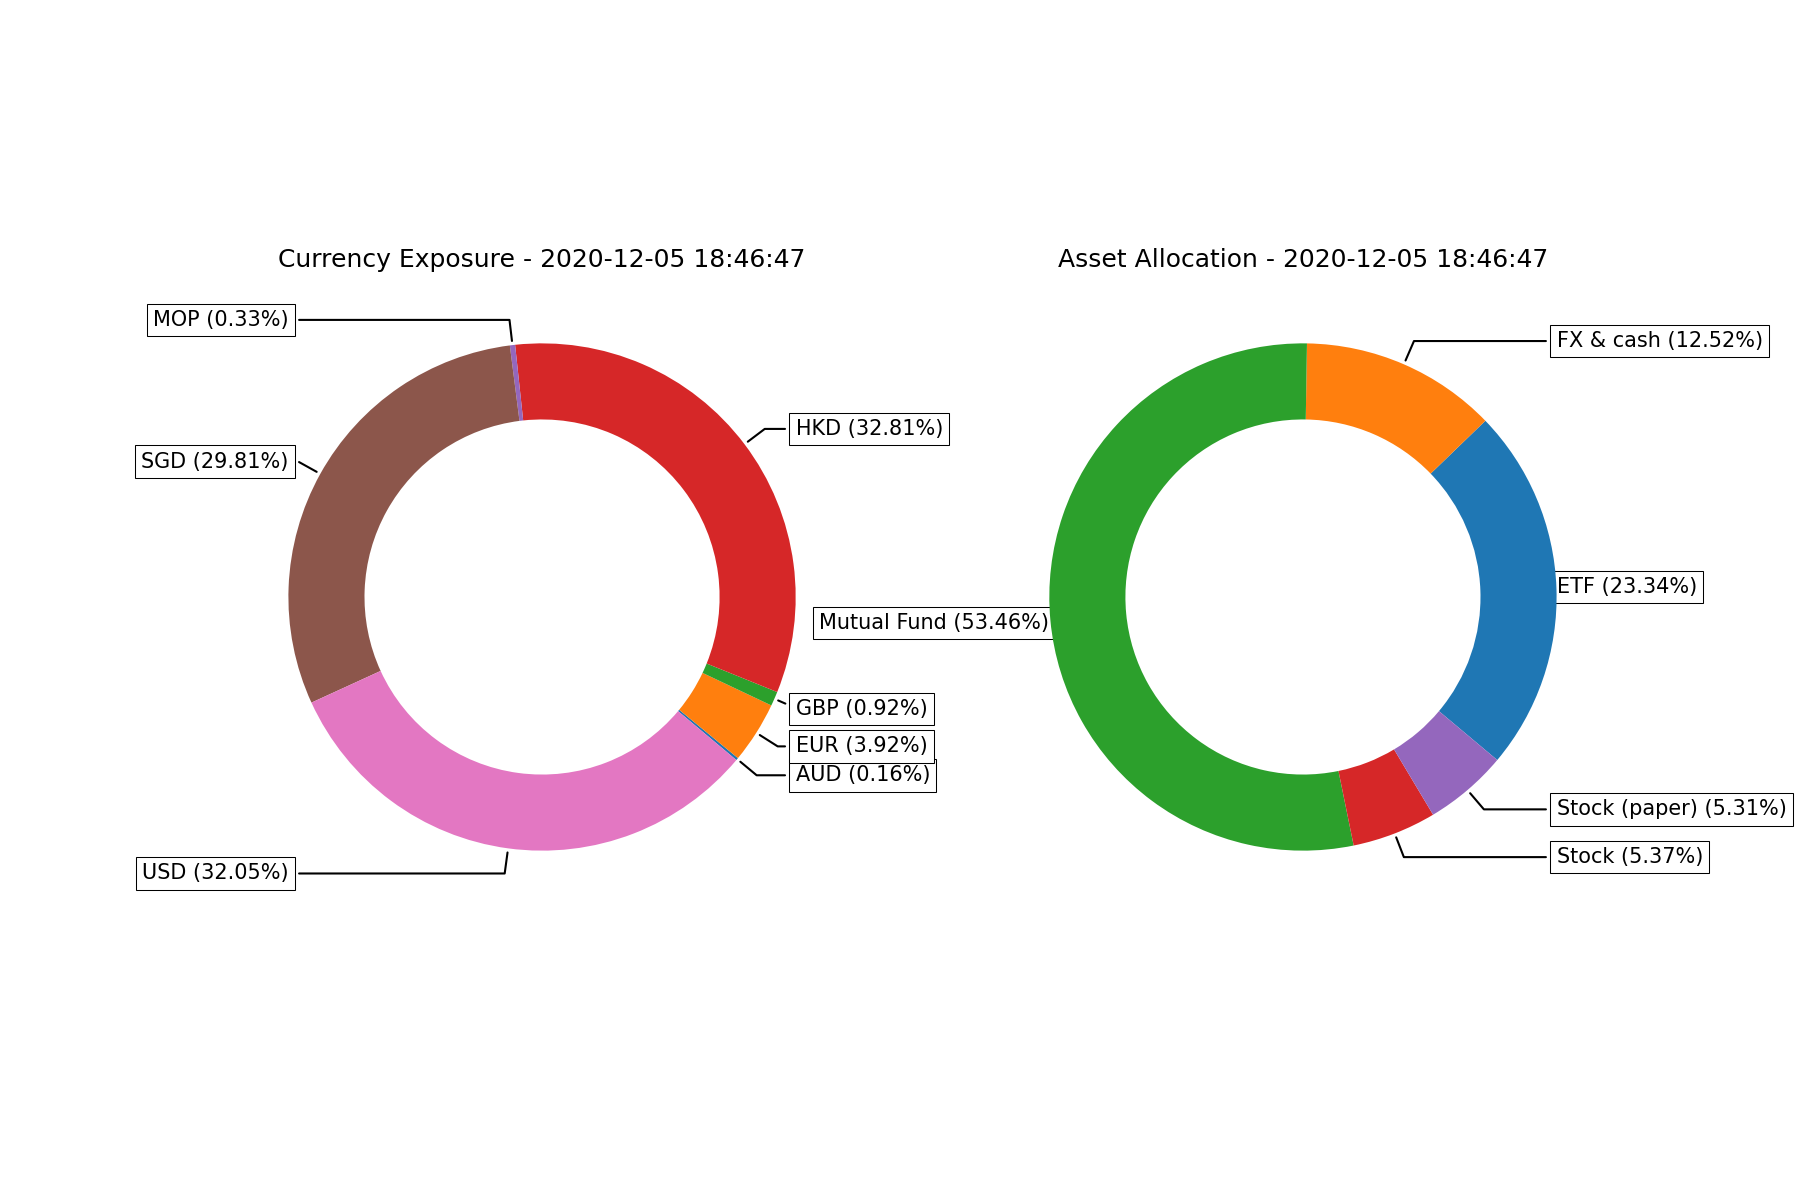 Currency Exposure - 2020-12-05 18:46:47
MOP (0.33%)
HKD (32.81%)
SGD (29.81%)
GBP (0.92%)
EUR (3.92%)
AUD (0.16%)
USD (32.05%)
Asset Allocation - 2020-12-05 18:46:47
FX & cash (12.52%)
ETF (23.34%)
Mutual Fund (53.46%)
Stock (paper) (5.31%)
Stock (5.37%)